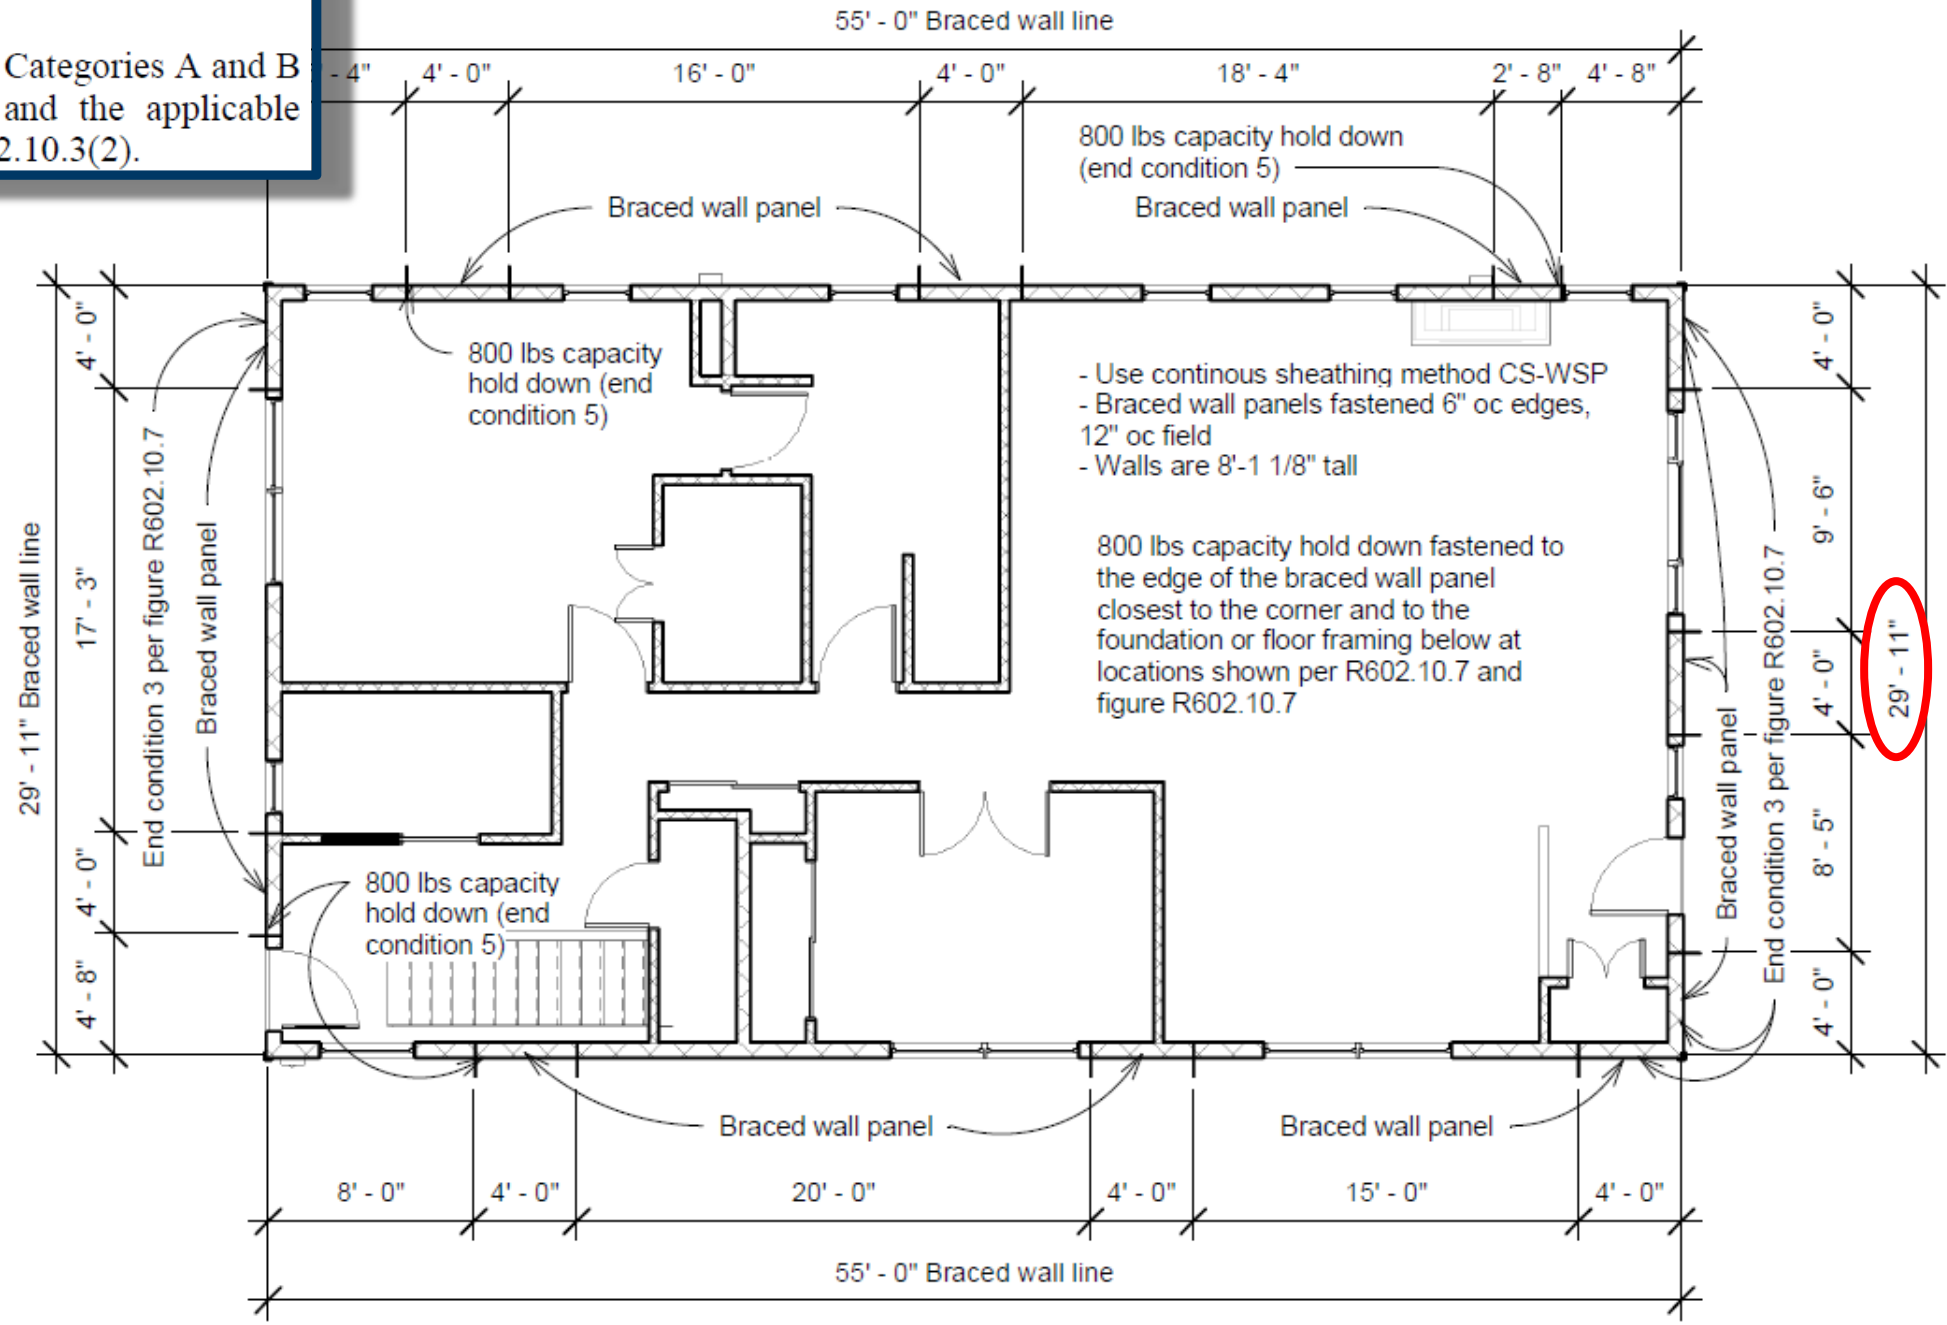 55' - 0" Braced wall line
Categories A and B
and the applicable
2.10.3(2).
- 4"
4' - 0"
16' - 0"
4' - 0"
18' - 4"
2' - 8"
4' - 8"
800 lbs capacity hold down
(end condition 5)
Braced wall panel
Braced wall panel
800 lbs capacity
hold down (end
condition 5)
- Use continous sheathing method CS-WSP
- Braced wall panels fastened 6" oc edges,
12" oc field
- Walls are 8'-1 1/8" tall
800 lbs capacity hold down fastened to
the edge of the braced wall panel
closest to the corner and to the
foundation or floor framing below at
locations shown per R602.10.7 and
figure R602.10.7
29' - 11" Braced wall line
4' - 0"
17' - 3"
4' - 0"
4' - 8"
End condition 3 per figure R602.10.7
Braced wall panel
800 lbs capacity
hold down (end
condition 5)
Braced wall panel
End condition 3 per figure R602.10.7
4' - 0"
9' - 6"
4' - 0"
8' - 5"
4' - 0"
29' - 11"
Braced wall panel
Braced wall panel
8' - 0"
4' - 0"
20' - 0"
4' - 0"
15' - 0"
4' - 0"
55' - 0" Braced wall line